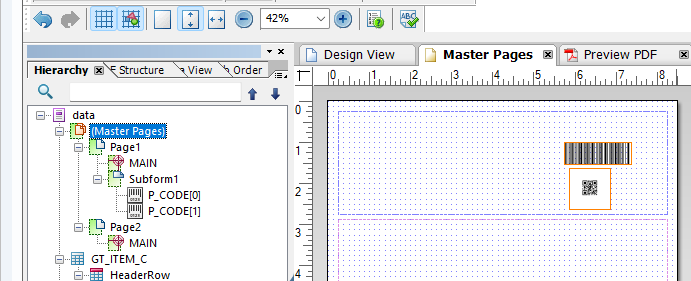 42%
ABC
Hierarchy
Structure
View
Order
Design View
Master Pages
Preview PDF
0 1 2 3 4 5 6 7 8
data
(Master Pages)
Page1
MAIN
Subform1
P_CODE[0]
P_CODE[1]
Page2
MAIN
GT_ITEM_C
HeaderRow
0
1
2
3
4